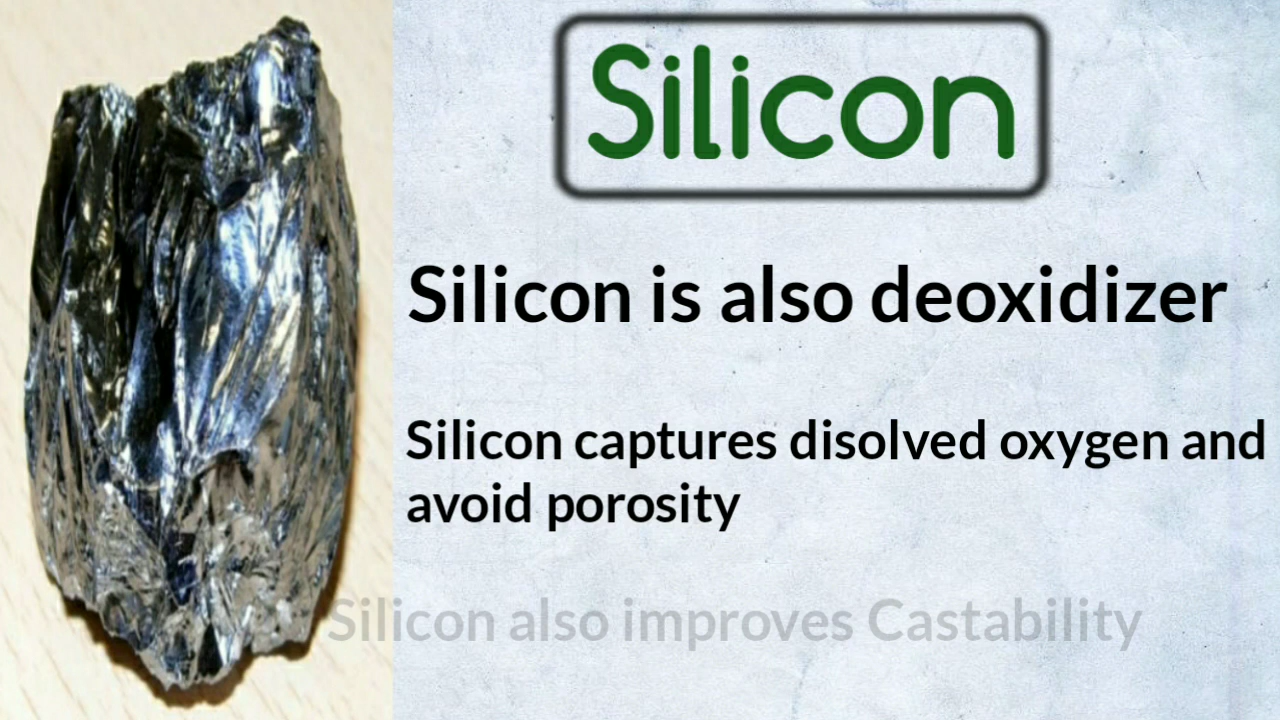 Silicon
Silicon is also deoxidizer
Silicon captures disolved oxygen and
avoid porosity
Silicon also improves Castability